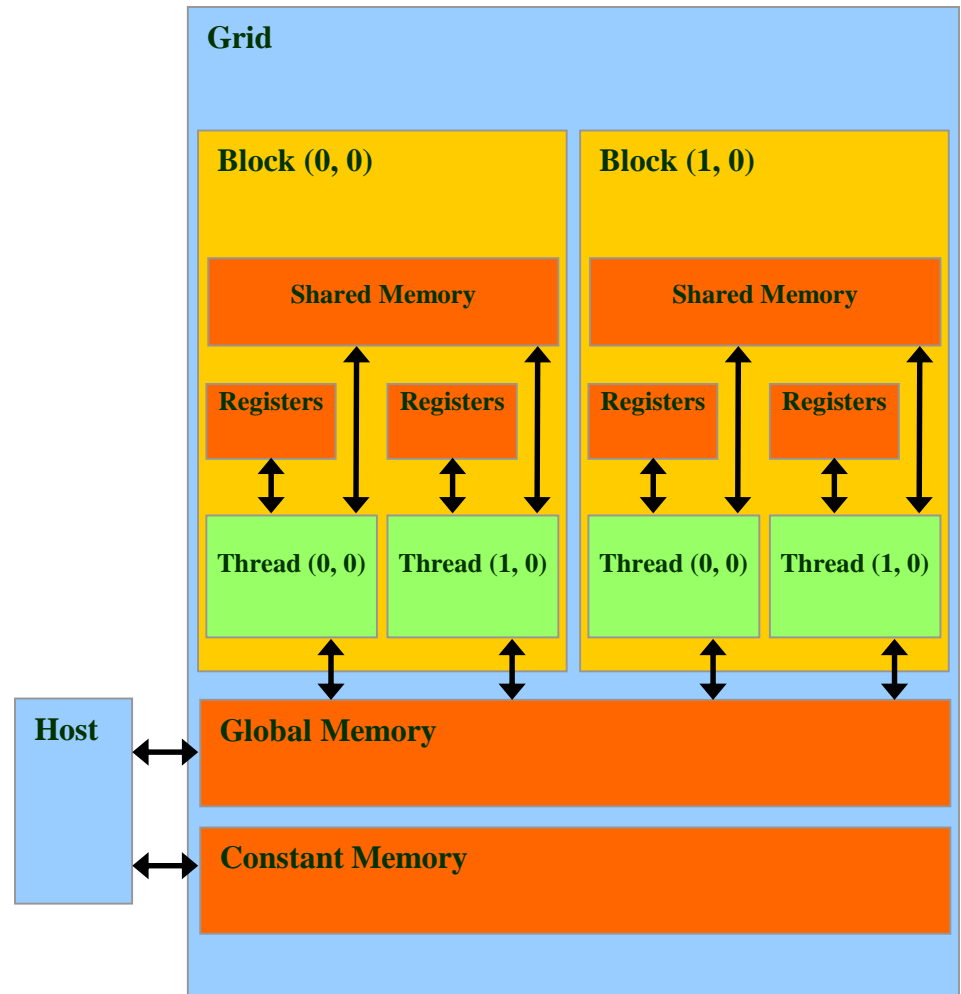 Grid
Block (0, 0)
Block (1, 0)
Shared Memory
Shared Memory
Registers
Registers
Registers
Registers
Thread (0, 0)
Thread (1, 0)
Thread (0, 0)
Thread (1, 0)
Host
Global Memory
Constant Memory